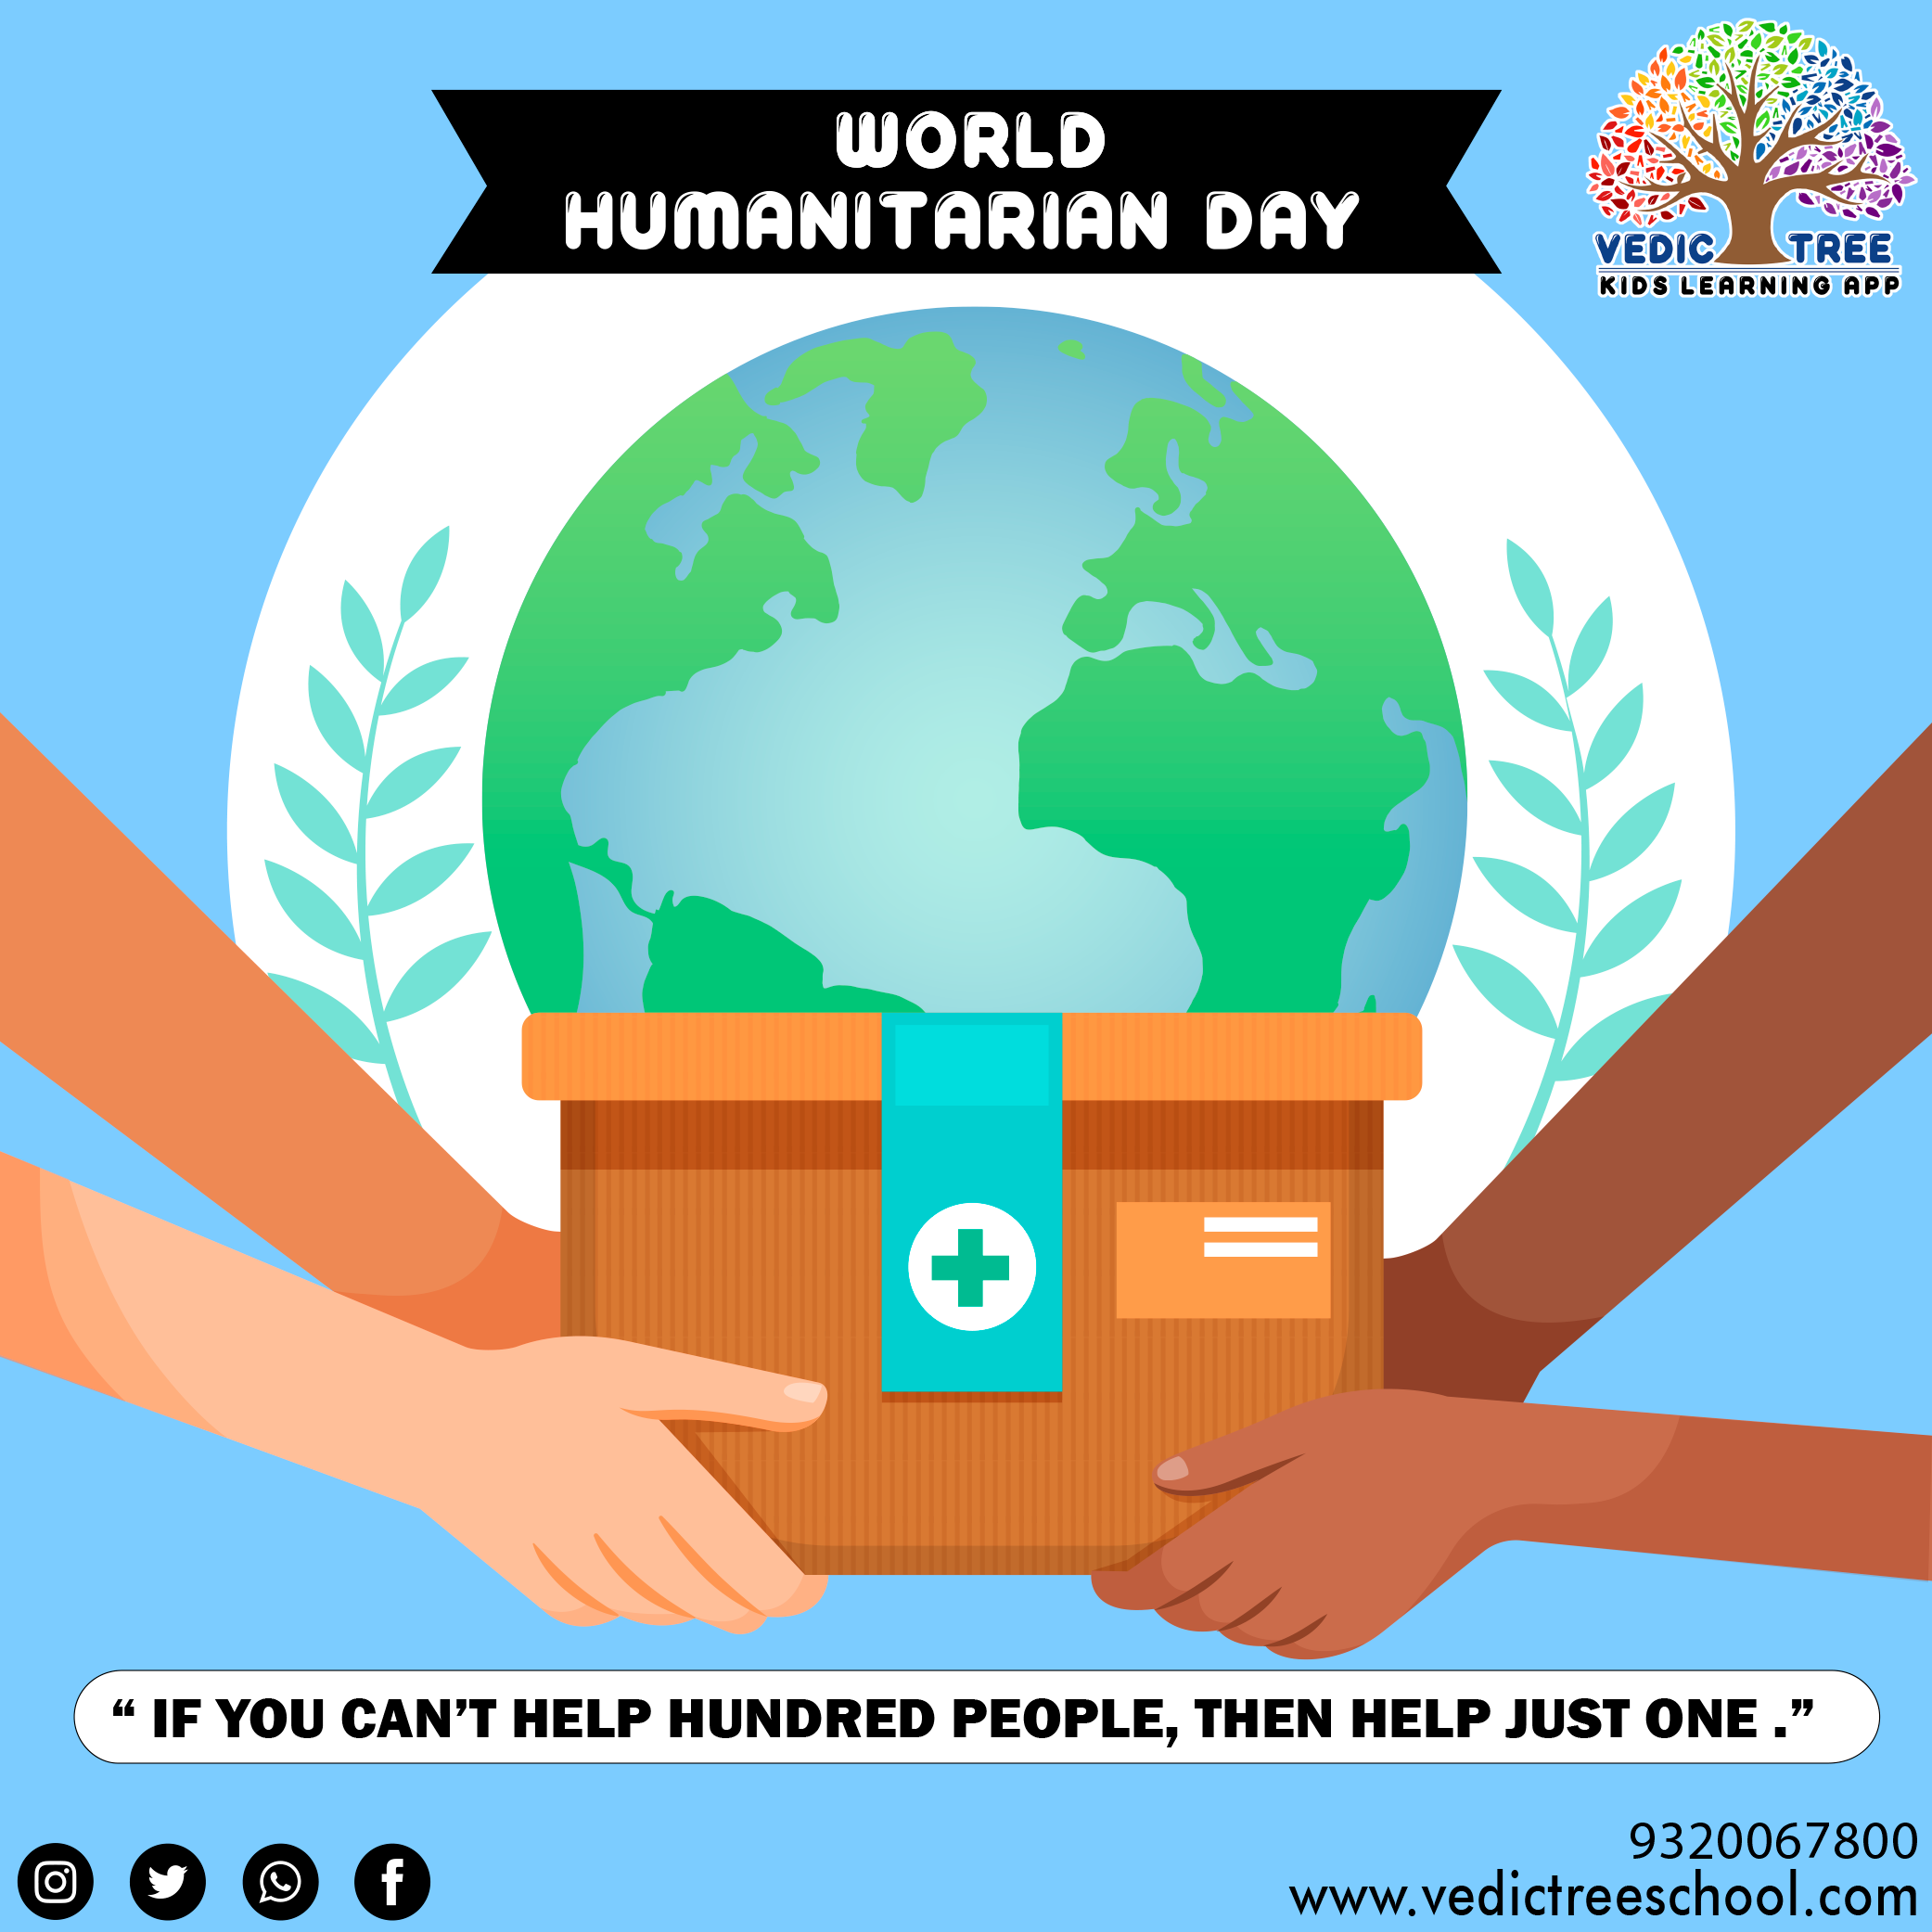 WORLD
HUMANITARIAN DAY
VEDIC TREE
KIDS LEARNING APP
“ IF YOU CAN’T HELP HUNDRED PEOPLE, THEN HELP JUST ONE .”
9320067800
www.vedictreeschool.com